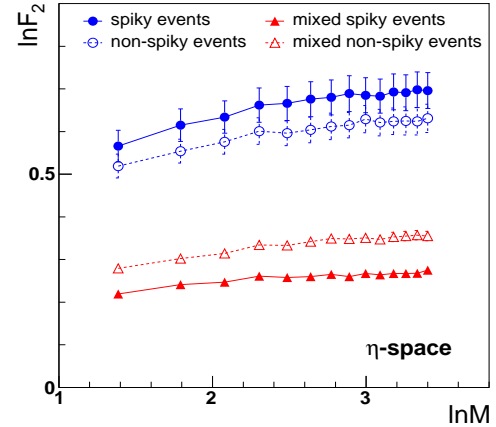 lnF2
spiky events
mixed spiky events
non-spiky events
mixed non-spiky events
0.5
η-space
0
1
2
3
lnM